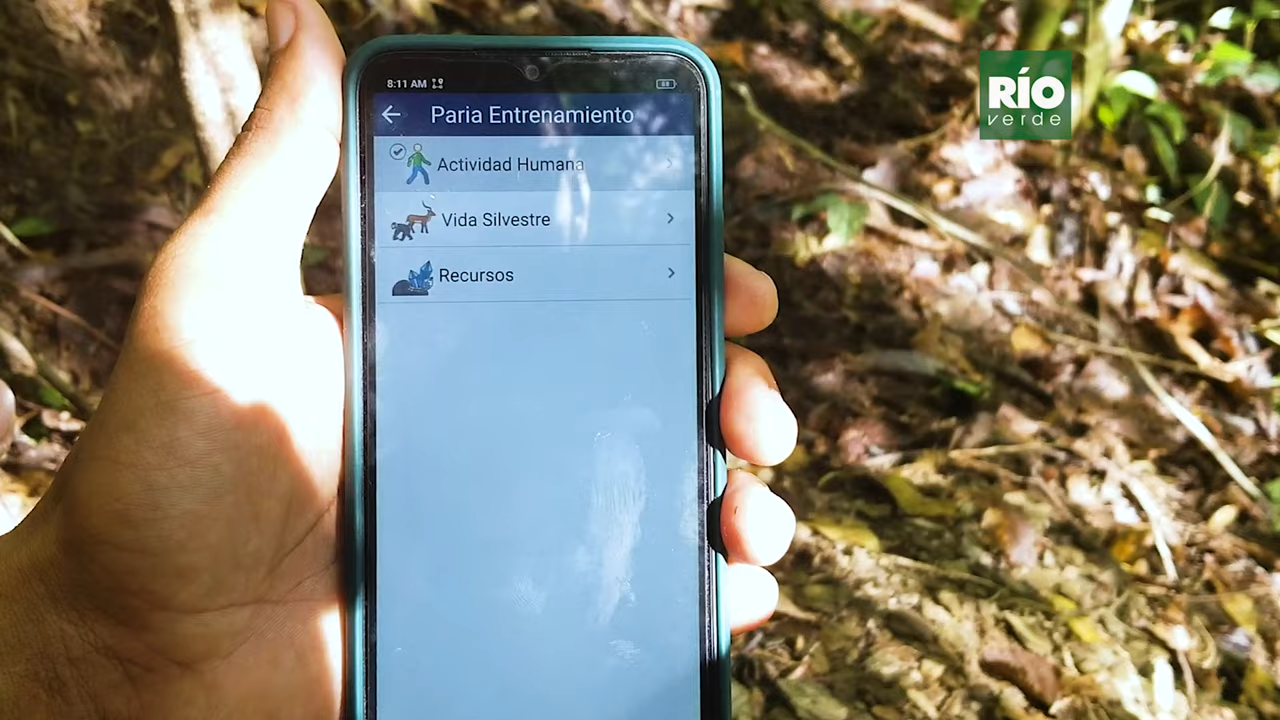 8:11 AM
Paria Entrenamiento
Actividad Humana
Vida Silvestre
Recursos
RÍO
verde